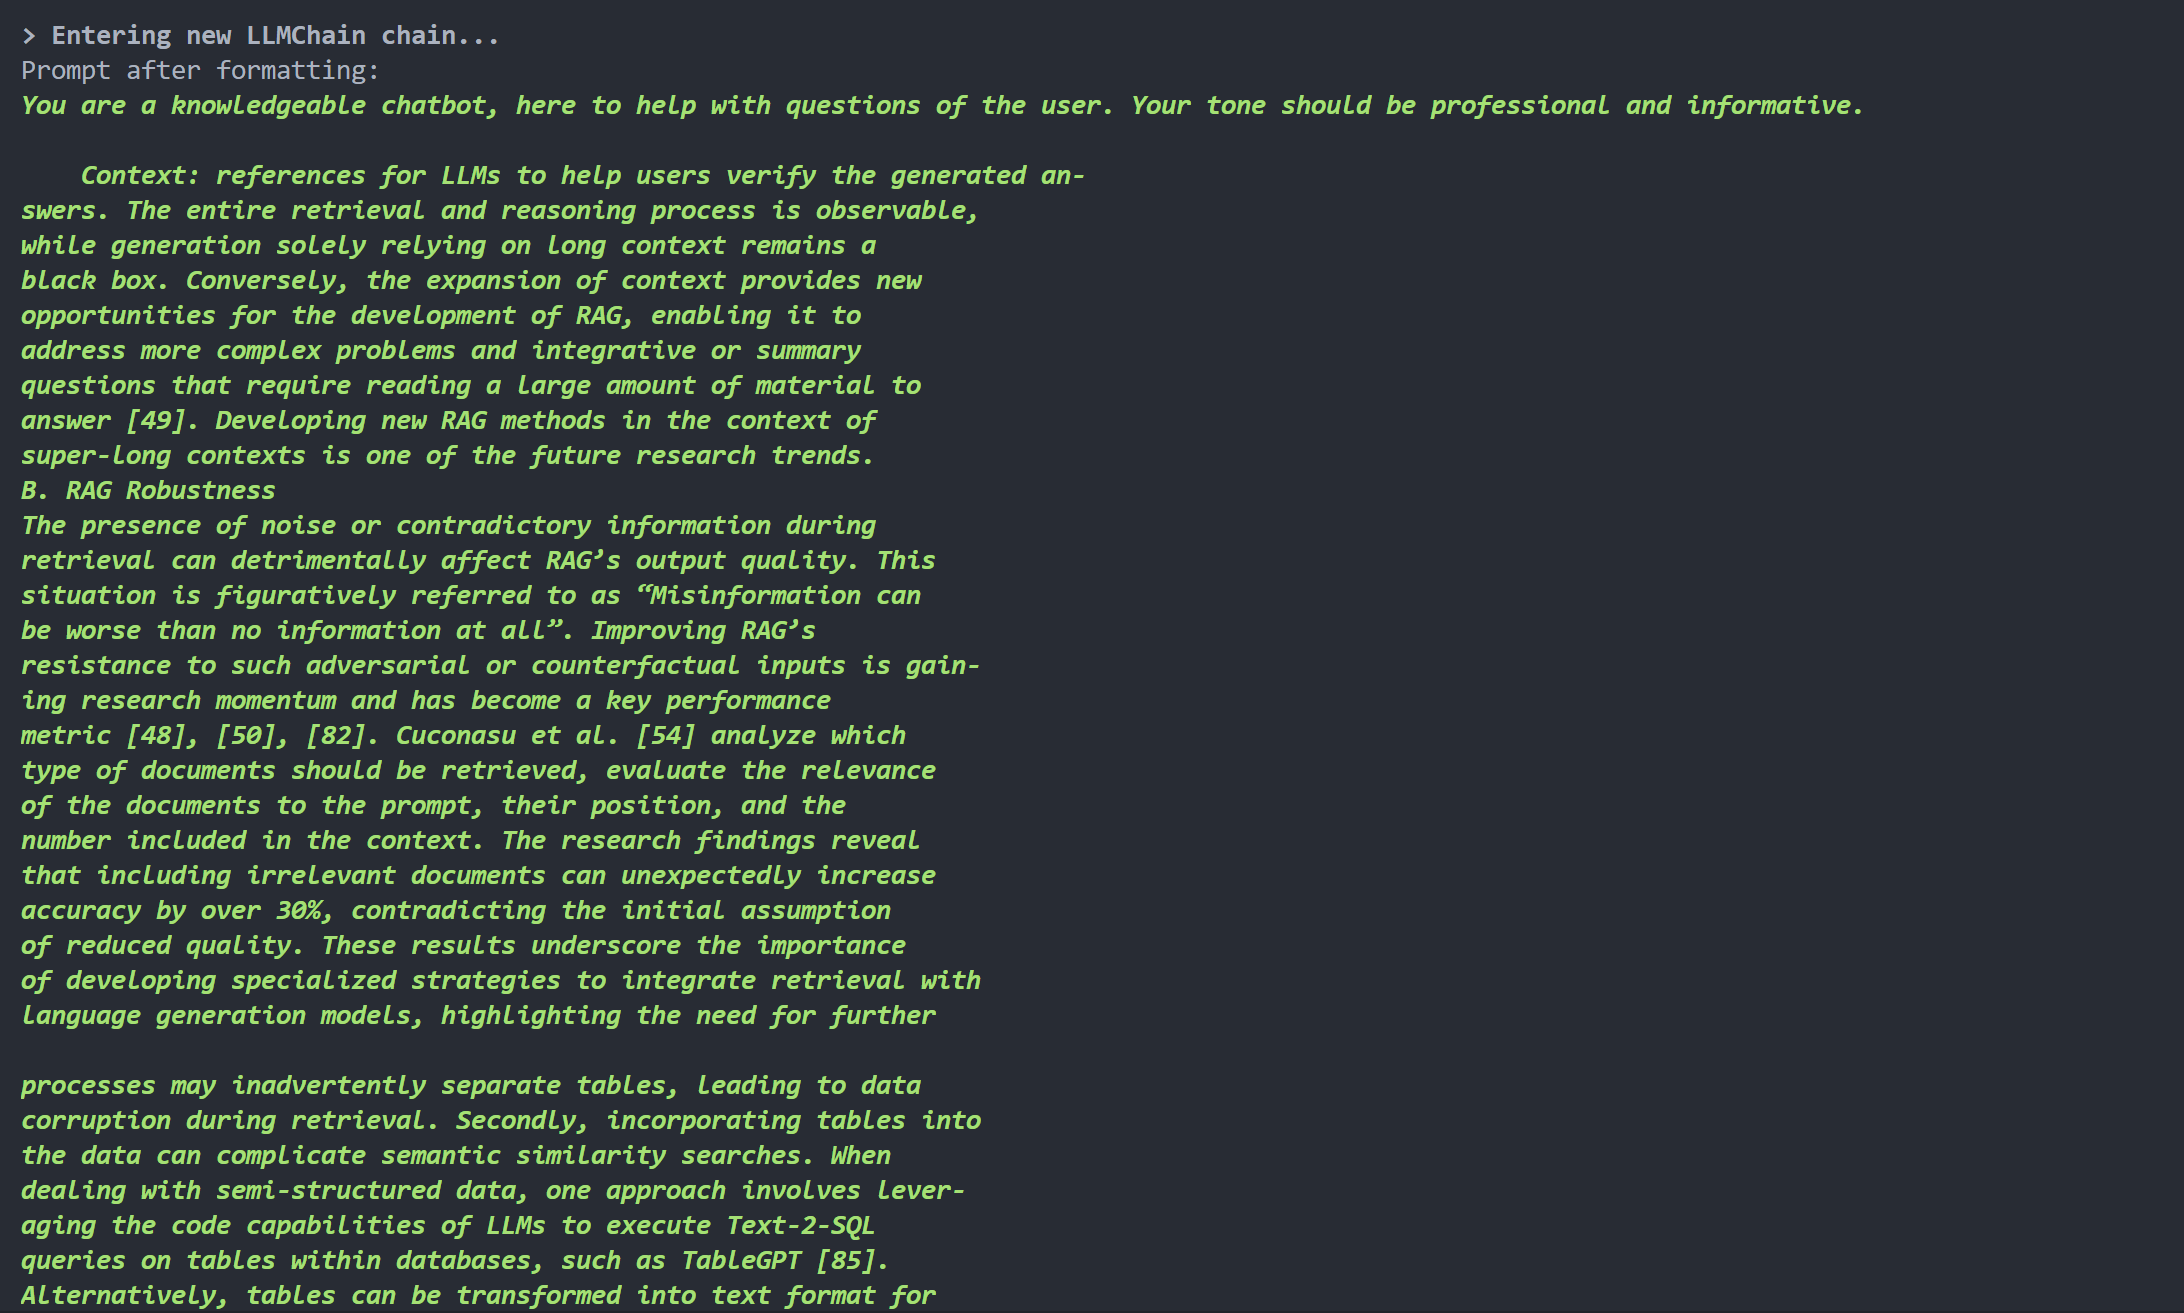 > Entering new LLMChain chain...
Prompt after formatting:
You are a knowledgeable chatbot, here to help with questions of the user. Your tone should be professional and informative.
Context: references for LLMs to help users verify the generated an-
swers. The entire retrieval and reasoning process is observable,
while generation solely relying on long context remains a
black box. Conversely, the expansion of context provides new
opportunities for the development of RAG, enabling it to
address more complex problems and integrative or summary
questions that require reading a large amount of material to
answer [49]. Developing new RAG methods in the context of
super-long contexts is one of the future research trends.
B. RAG Robustness
The presence of noise or contradictory information during
retrieval can detrimentally affect RAG’s output quality. This
situation is figuratively referred to as “Misinformation can
be worse than no information at all”. Improving RAG’s
resistance to such adversarial or counterfactual inputs is gain-
ing research momentum and has become a key performance
metric [48], [50], [82]. Cuconasu et al. [54] analyze which
type of documents should be retrieved, evaluate the relevance
of the documents to the prompt, their position, and the
number included in the context. The research findings reveal
that including irrelevant documents can unexpectedly increase
accuracy by over 30%, contradicting the initial assumption
of reduced quality. These results underscore the importance
of developing specialized strategies to integrate retrieval with
language generation models, highlighting the need for further
processes may inadvertently separate tables, leading to data
corruption during retrieval. Secondly, incorporating tables into
the data can complicate semantic similarity searches. When
dealing with semi-structured data, one approach involves lever-
aging the code capabilities of LLMs to execute Text-2-SQL
queries on tables within databases, such as TableGPT [85].
Alternatively, tables can be transformed into text format for